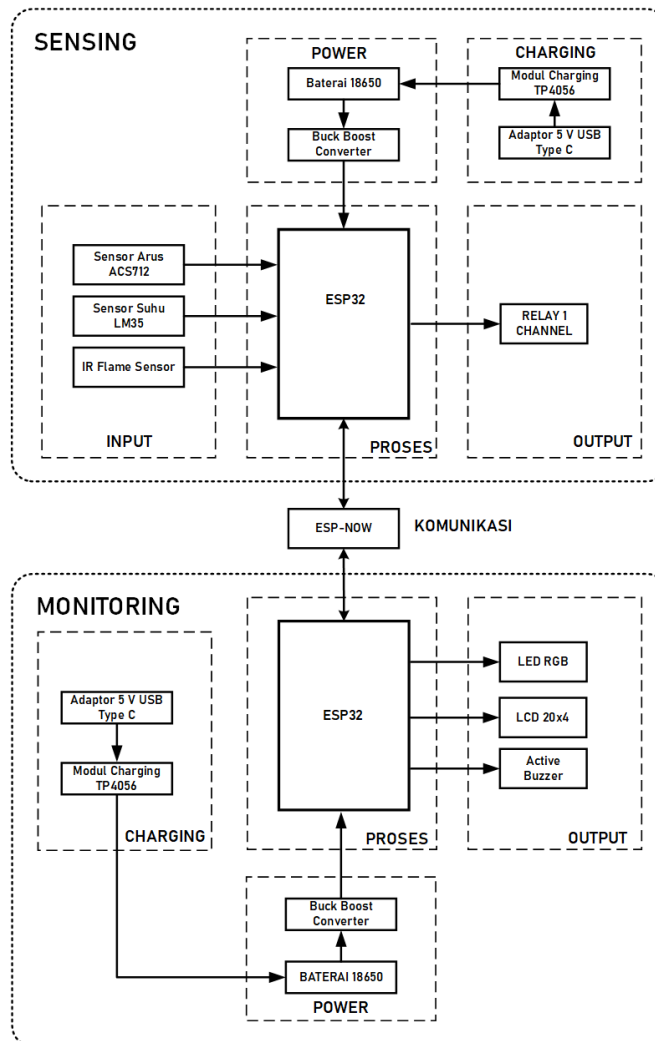 SENSING
POWER
CHARGING
Baterai 18650
Modul Charging
TP4056
Buck Boost
Converter
Adaptor 5 V USB
Type C
Sensor Arus
ACS712
Sensor Suhu
LM35
IR Flame Sensor
INPUT
ESP32
PROSES
RELAY 1
CHANNEL
OUTPUT
ESP-NOW
KOMUNIKASI
MONITORING
Adaptor 5 V USB
Type C
Modul Charging
TP4056
CHARGING
ESP32
PROSES
LED RGB
LCD 20x4
Active
Buzzer
OUTPUT
Buck Boost
Converter
BATERAI 18650
POWER